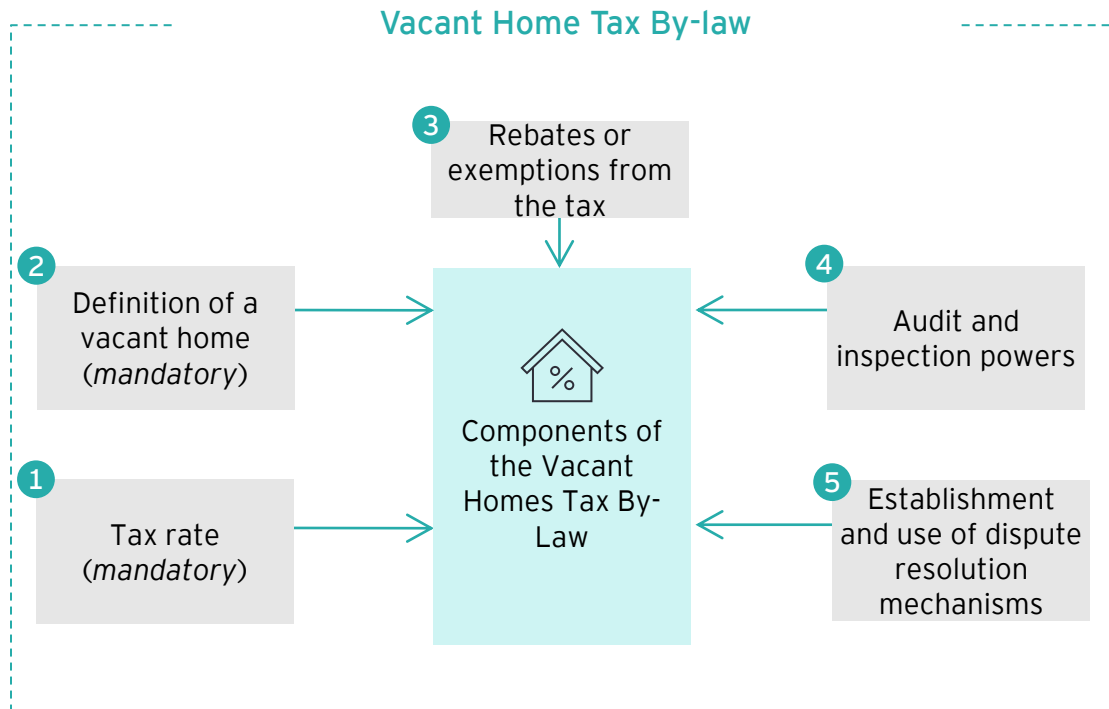 Vacant Home Tax By-law
3
Rebates or
exemptions from
the tax
2
Definition of a
vacant home
(mandatory)
4
Audit and
inspection powers
%
Components of
the Vacant
Homes Tax By-
Law
1
Tax rate
(mandatory)
5
Establishment
and use of dispute
resolution
mechanisms